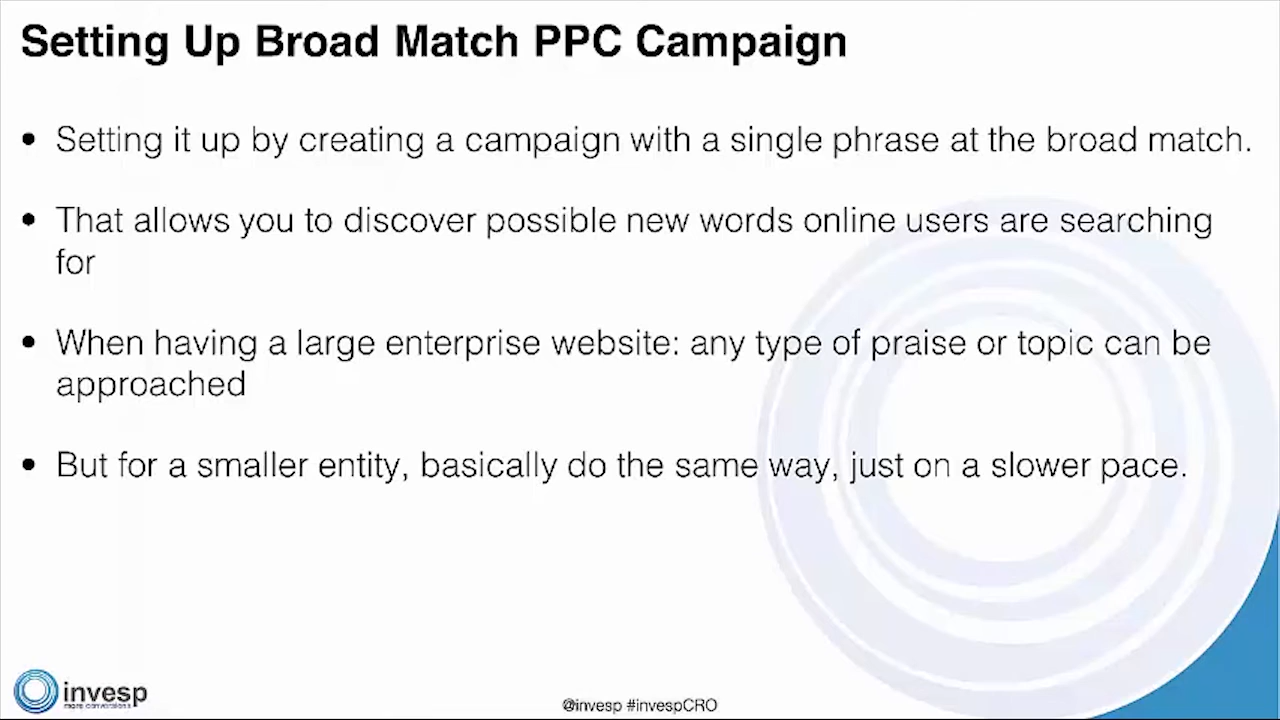 Setting Up Broad Match PPC Campaign
• Setting it up by creating a campaign with a single phrase at the broad match.
• That allows you to discover possible new words online users are searching
for
• When having a large enterprise website: any type of praise or topic can be
approached
• But for a smaller entity, basically do the same way, just on a slower pace.
invesp
more conversions
@invesp #invespCRO